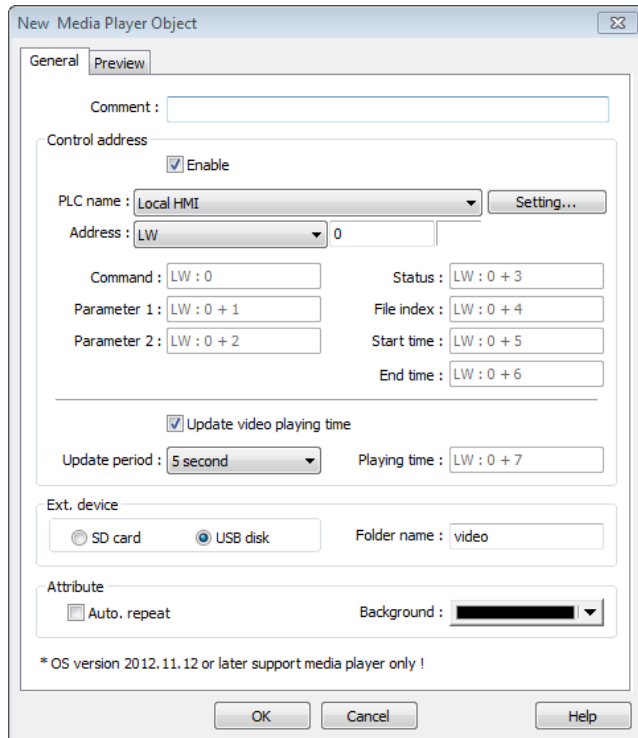 New Media Player Object
General Preview
Comment :
Control address
Enable
PLC name : Local HMI Setting...
Address : LW 0
Command : LW : 0 Status : LW : 0 + 3
Parameter 1 : LW : 0 + 1 File index : LW : 0 + 4
Parameter 2 : LW : 0 + 2 Start time : LW : 0 + 5
End time : LW : 0 + 6
Update video playing time
Update period : 5 second Playing time : LW : 0 + 7
Ext. device
SD card USB disk Folder name : video
Attribute
Auto. repeat Background :
* OS version 2012.11.12 or later support media player only !
OK Cancel Help